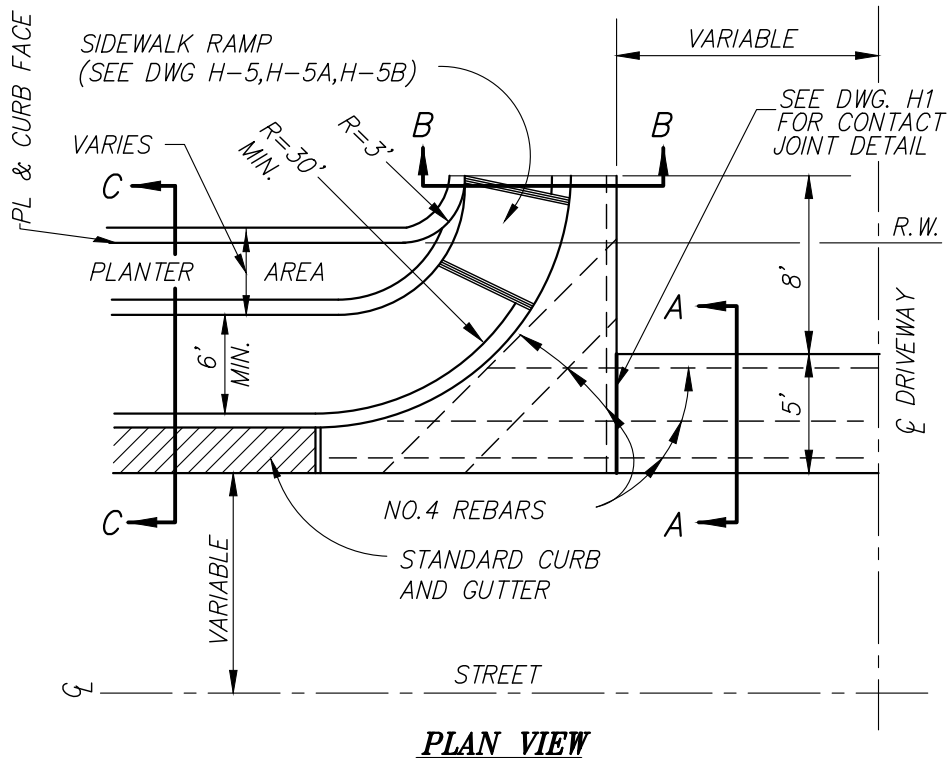 SIDEWALK RAMP
(SEE DWG H-5,H-5A,H-5B)
VARIABLE
PL & CURB FACE
VARIES
R=30'
MIN.
R=3'
B
B
SEE DWG. H1
FOR CONTACT
JOINT DETAIL
C
R.W.
PLANTER AREA
8'
A
6'
MIN.
5'
℄ DRIVEWAY
NO.4 REBARS
C
A
STANDARD CURB
AND GUTTER
VARIABLE
STREET
℄
PLAN VIEW